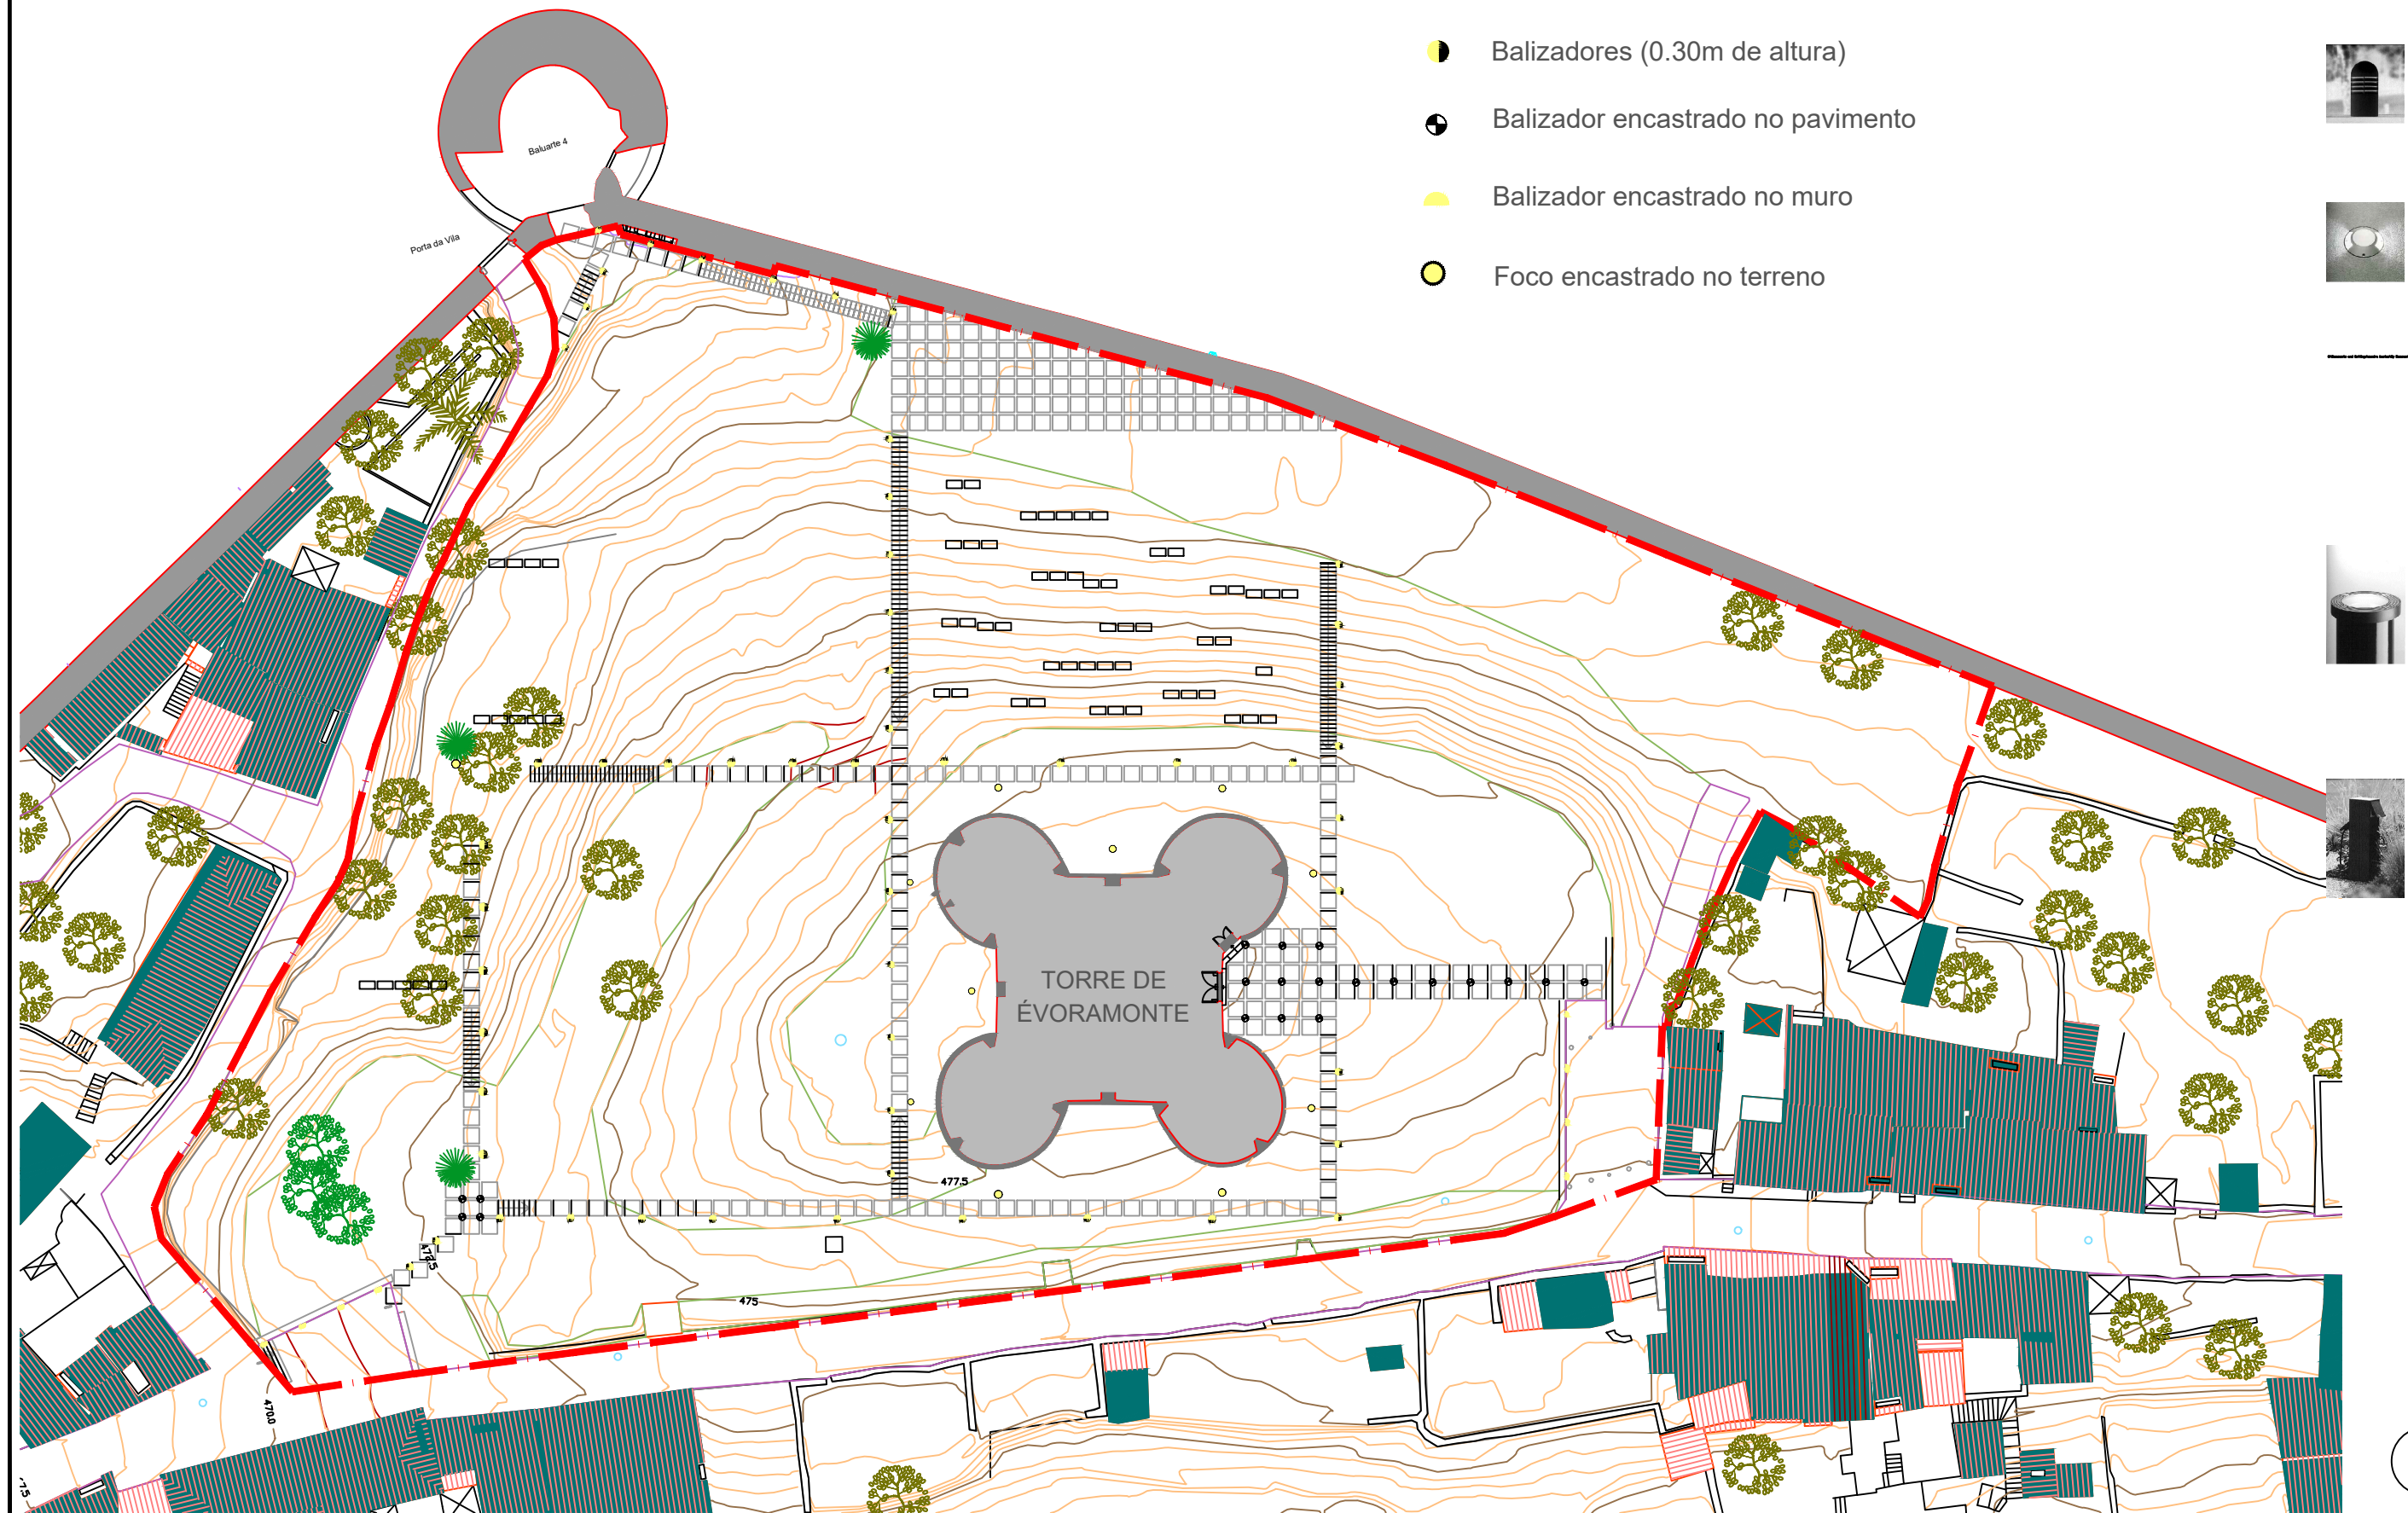 Balizadores (0.30m de altura)
Balizador encastrado no pavimento
Balizador encastrado no muro
Foco encastrado no terreno
Baluarte 4
Porta da Vila
TORRE DE
ÉVORAMONTE
477.5
475
470.0